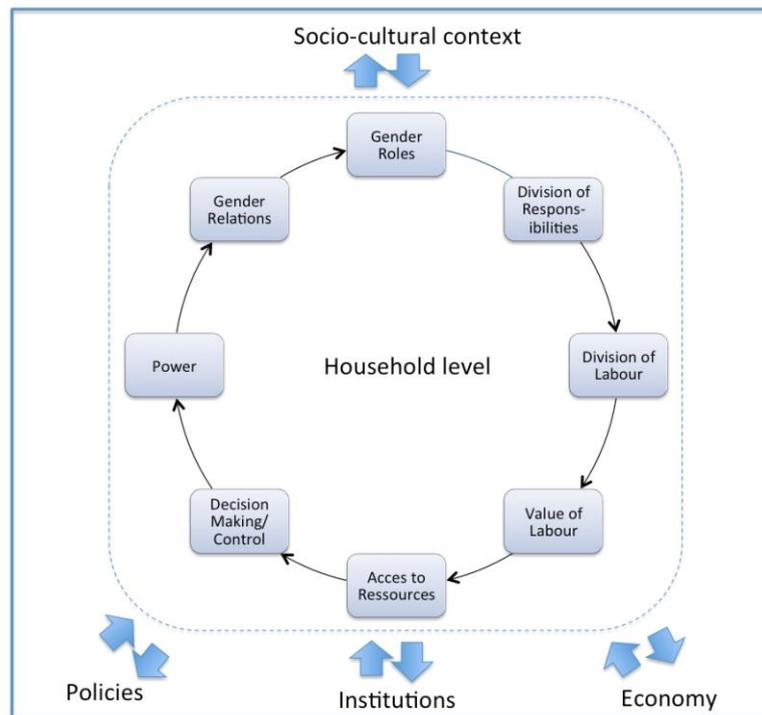 Socio-cultural context
Gender
Roles
Gender
Relations
Division of
Respons-
ibilities
Power
Household level
Division of
Labour
Decision
Making/
Control
Value of
Labour
Acces to
Ressources
Policies
Institutions
Economy